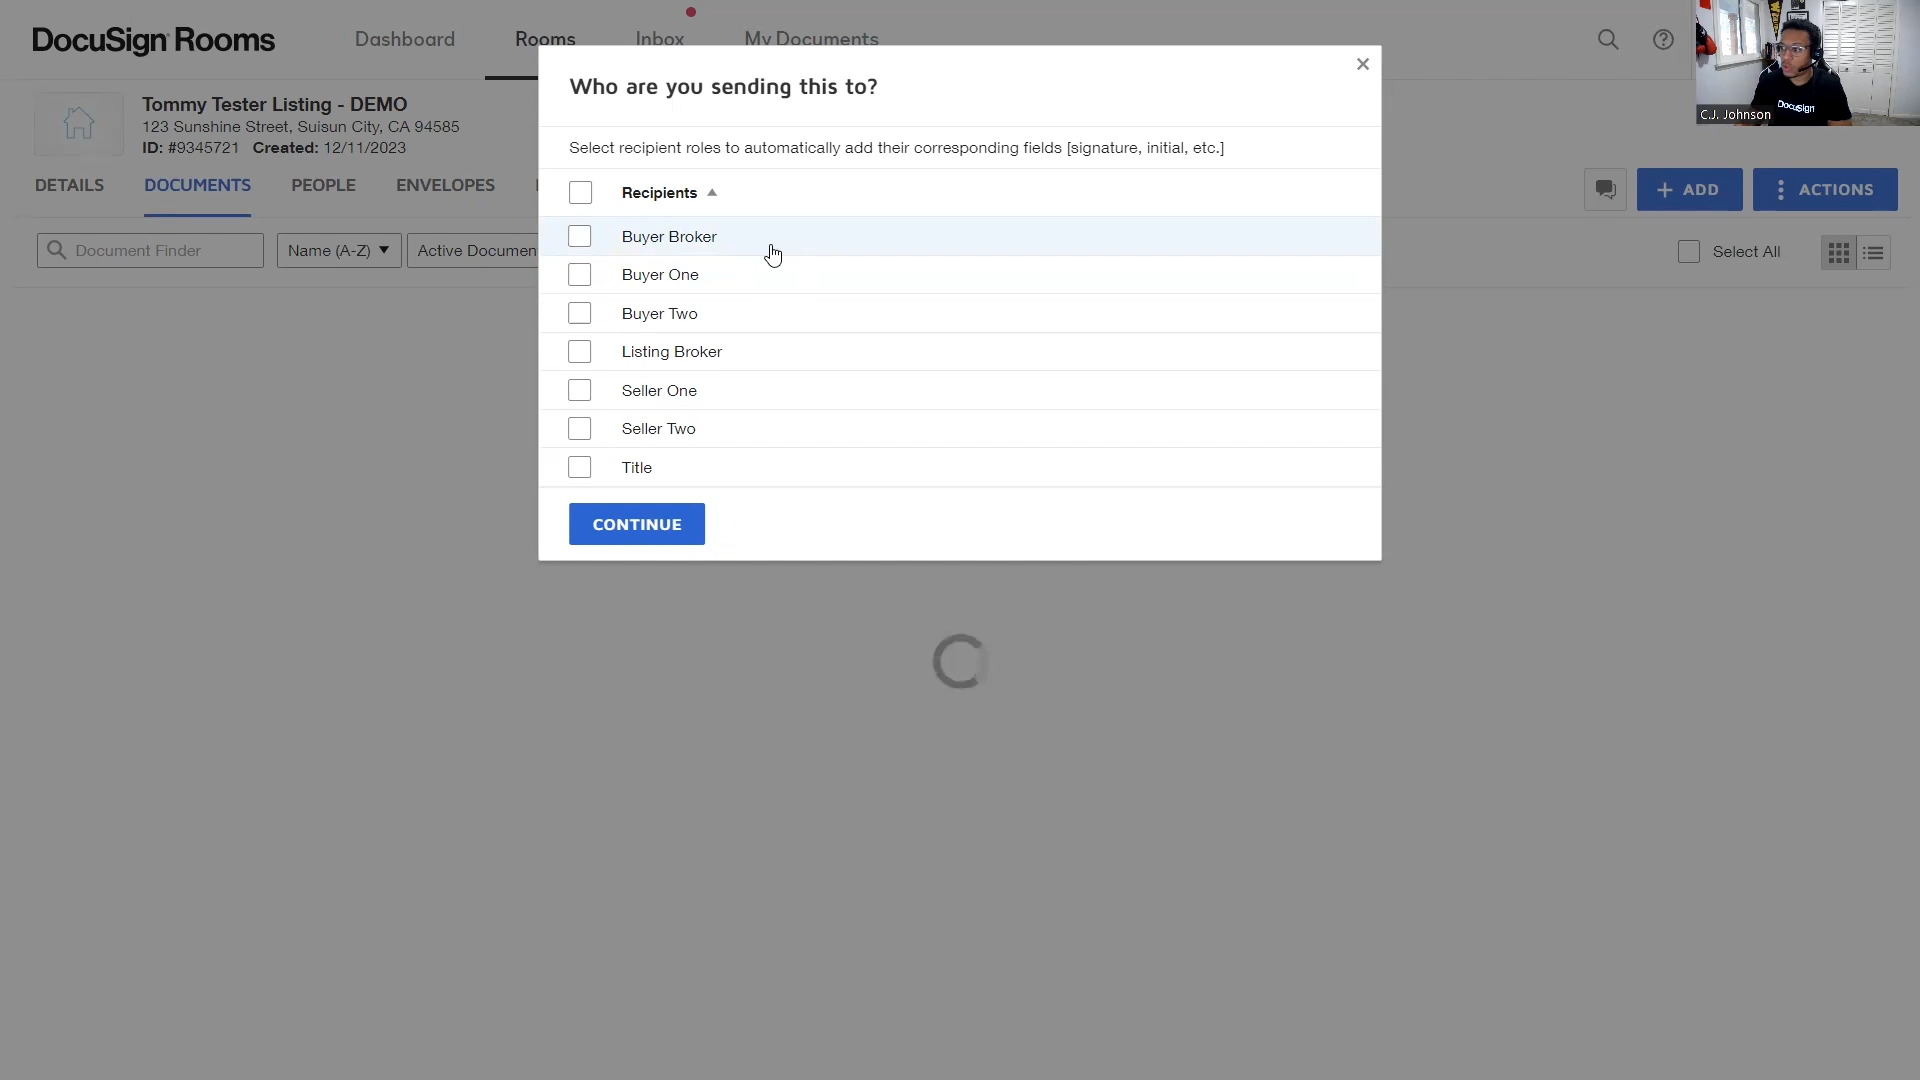 DocuSign Rooms
Dashboard
Rooms
Inbox
My Documents
C.J. Johnson
DocuSign
Tommy Tester Listing - DEMO
123 Sunshine Street, Suisun City, CA 94585
ID: #9345721 Created: 12/11/2023
DETAILS
DOCUMENTS
PEOPLE
ENVELOPES
ADD
ACTIONS
Document Finder
Name (A-Z)
Active Documen
Select All
Who are you sending this to?
Select recipient roles to automatically add their corresponding fields [signature, initial, etc.]
Recipients
Buyer Broker
Buyer One
Buyer Two
Listing Broker
Seller One
Seller Two
Title
CONTINUE